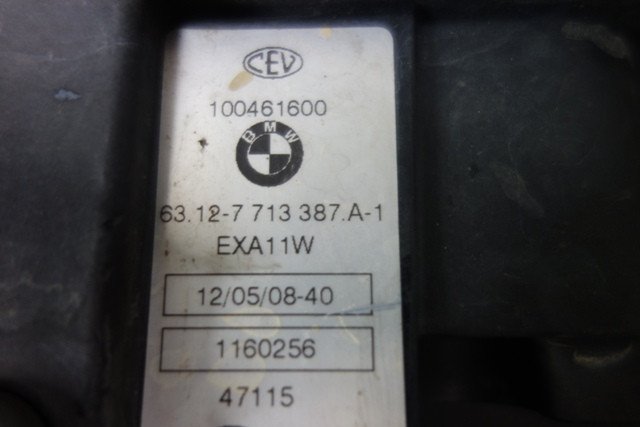 CEV
100461600
BMW
63.12-7 713 387.A-1
EXA11W
12/05/08-40
1160256
47115